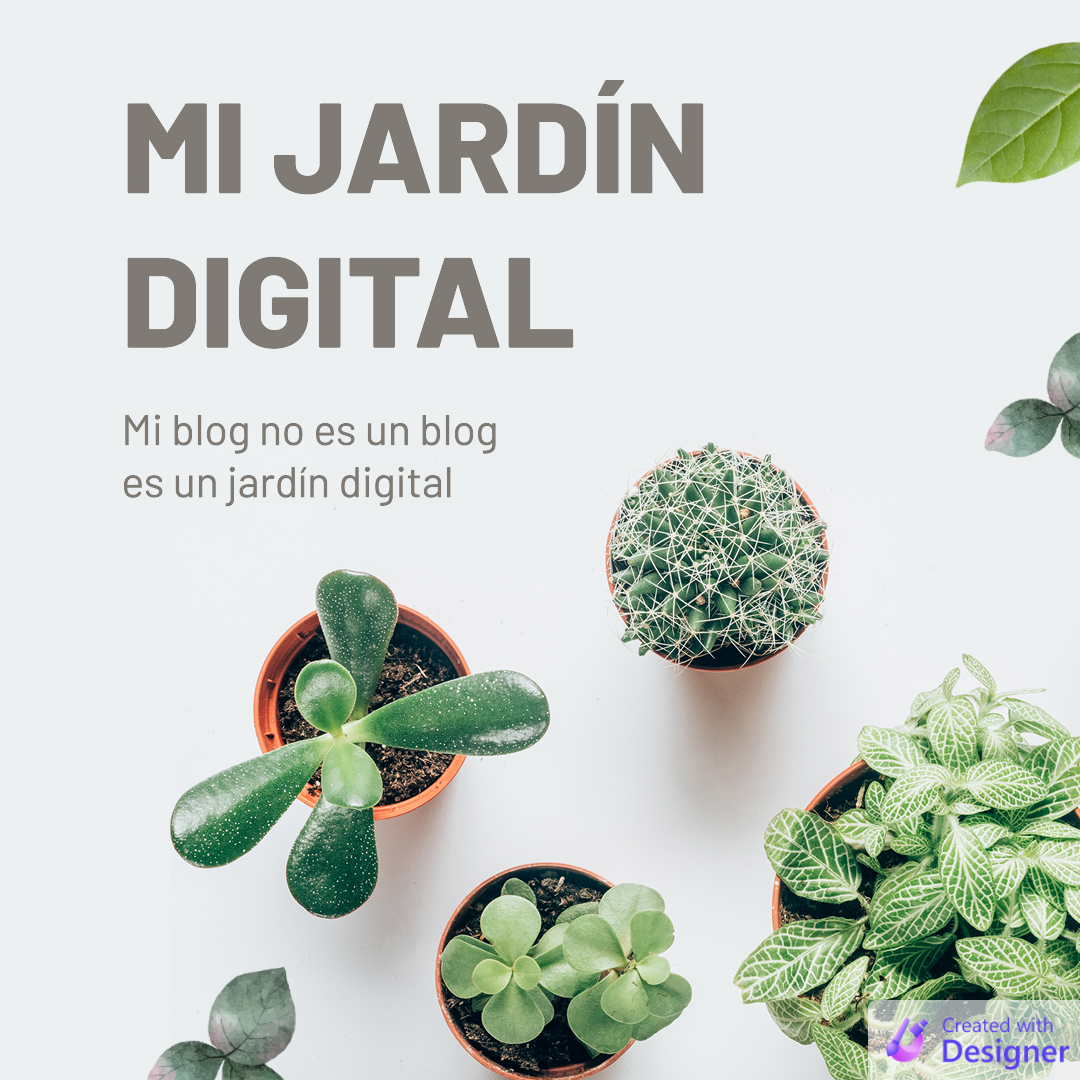 MI JARDÍN
DIGITAL
Mi blog no es un blog
es un jardín digital
Created with
Designer